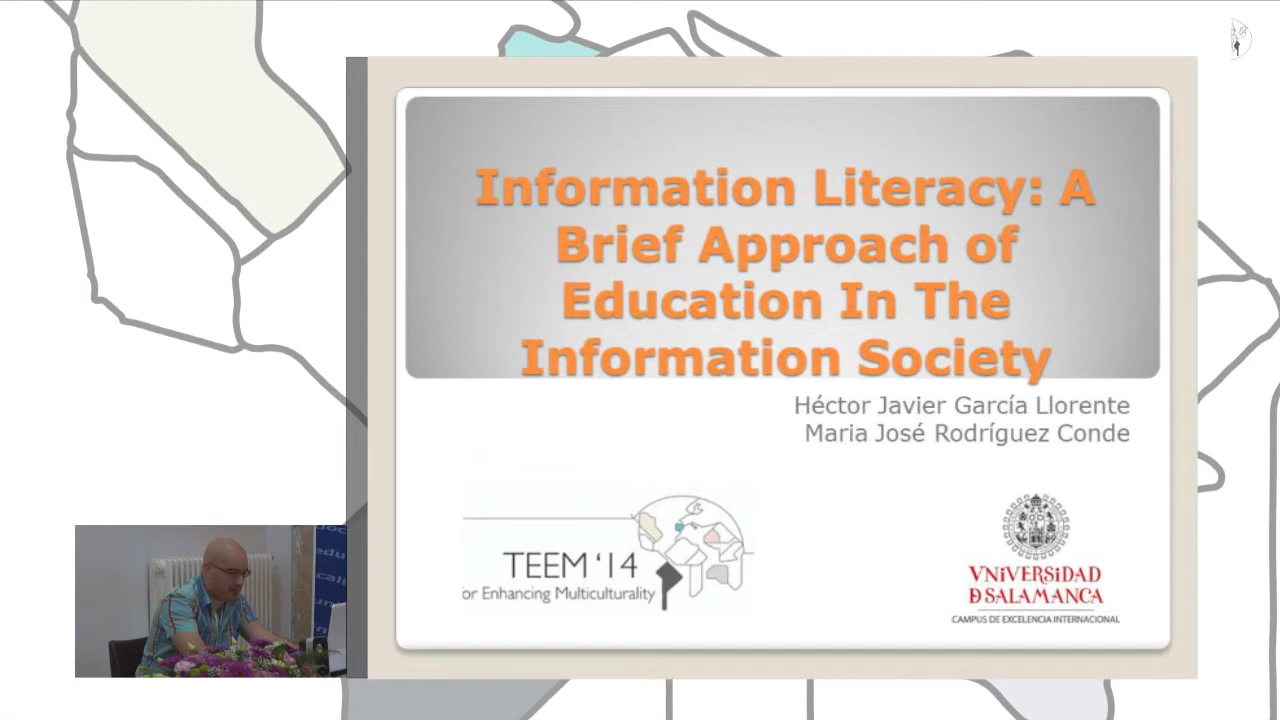 Information Literacy: A
Brief Approach of
Education In The
Information Society
Héctor Javier García Llorente
Maria José Rodríguez Conde
TEEM '14
or Enhancing Multiculturality
VNiVERSiDAD
D SALAMANCA
CAMPUS DE EXCELENCIA INTERNACIONAL